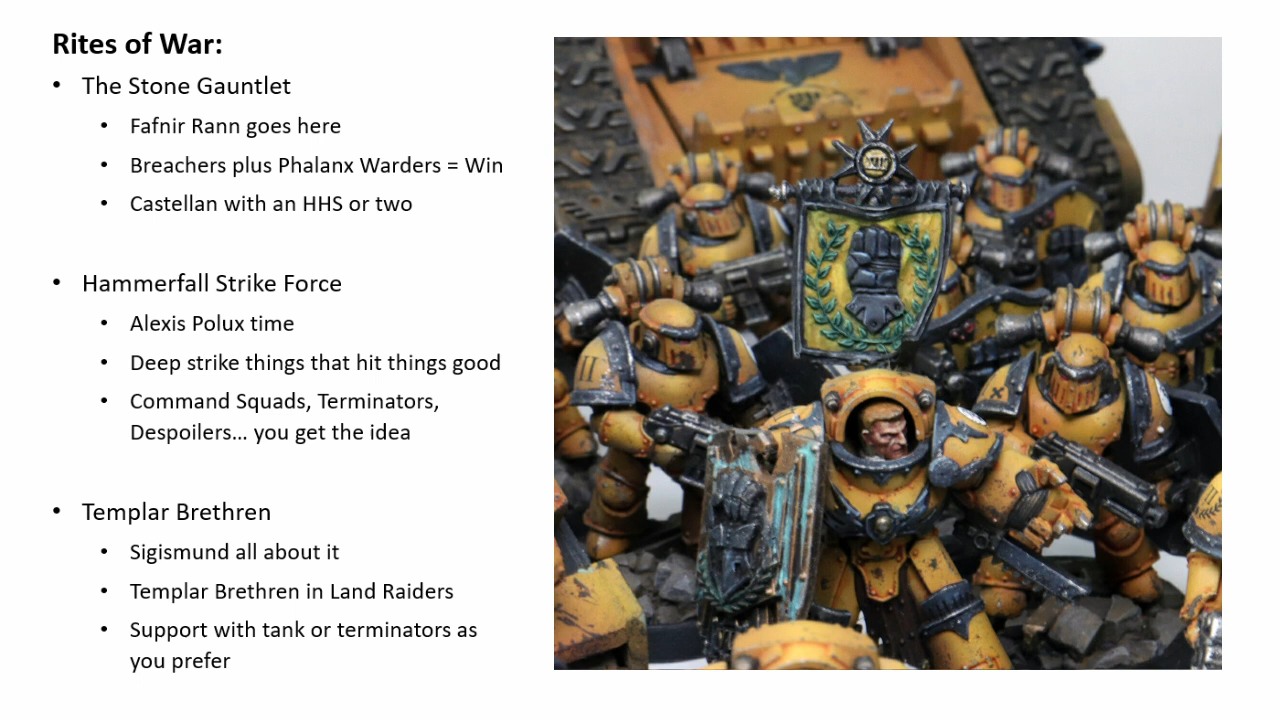 Rites of War:
• The Stone Gauntlet
• Fafnir Rann goes here
• Breachers plus Phalanx Warders = Win
• Castellan with an HHS or two
• Hammerfall Strike Force
• Alexis Polux time
• Deep strike things that hit things good
• Command Squads, Terminators,
Despoilers... you get the idea
• Templar Brethren
• Sigismund all about it
• Templar Brethren in Land Raiders
• Support with tank or terminators as
you prefer
II